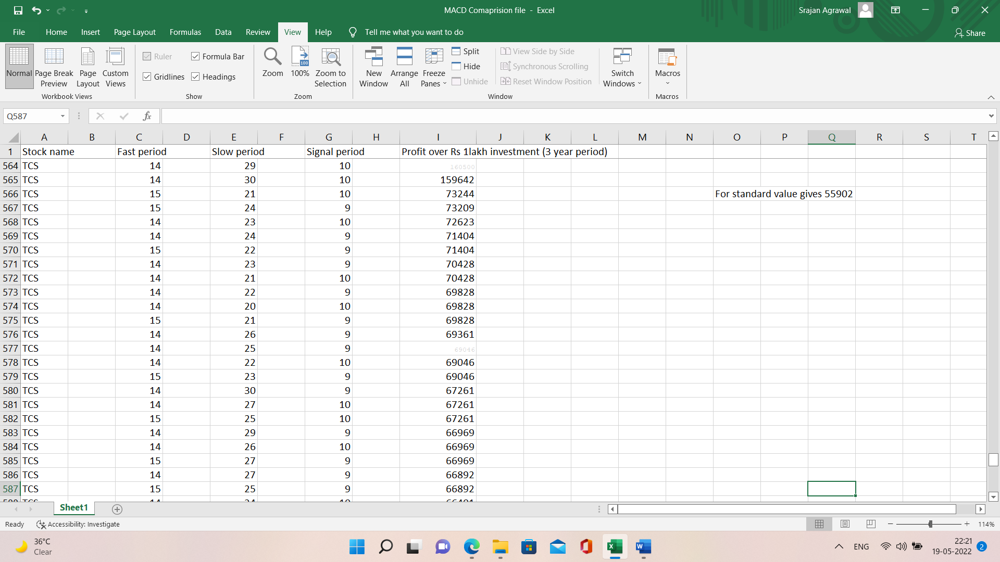 MACD Comaprision file - Excel
Srajan Agrawal
File Home Insert Page Layout Formulas Data Review View Help Tell me what you want to do
Share
Normal
Page Break Preview
Page Layout
Custom Views
Workbook Views
Ruler
Formula Bar
Gridlines
Headings
Show
Zoom
100
100%
Zoom to Selection
Zoom
New Window
Arrange All
Freeze Panes
Split
Hide
Unhide
View Side by Side
Synchronous Scrolling
Reset Window Position
Window
Switch Windows
Macros
Macros
Q587
fx
A B C D E F G H I J K L M N O P Q R S T
1 Stock name Fast period Slow period Signal period Profit over Rs 1lakh investment (3 year period)
564 TCS 14 29 10 160500
565 TCS 14 30 10 159642
566 TCS 15 21 10 73244 For standard value gives 55902
567 TCS 15 24 9 73209
568 TCS 14 23 10 72623
569 TCS 14 24 9 71404
570 TCS 15 22 9 71404
571 TCS 14 23 9 70428
572 TCS 14 21 10 70428
573 TCS 14 22 9 69828
574 TCS 14 20 10 69828
575 TCS 15 21 9 69828
576 TCS 14 26 9 69361
577 TCS 14 25 9 69046
578 TCS 14 22 10 69046
579 TCS 15 23 9 69046
580 TCS 14 30 9 67261
581 TCS 14 27 10 67261
582 TCS 15 25 10 67261
583 TCS 14 29 9 66969
584 TCS 14 26 10 66969
585 TCS 15 27 9 66969
586 TCS 14 27 9 66892
587 TCS 15 25 9 66892
Sheet1
Ready Accessibility: Investigate
114%
36°C
Clear
ENG
22:21
19-05-2022
2